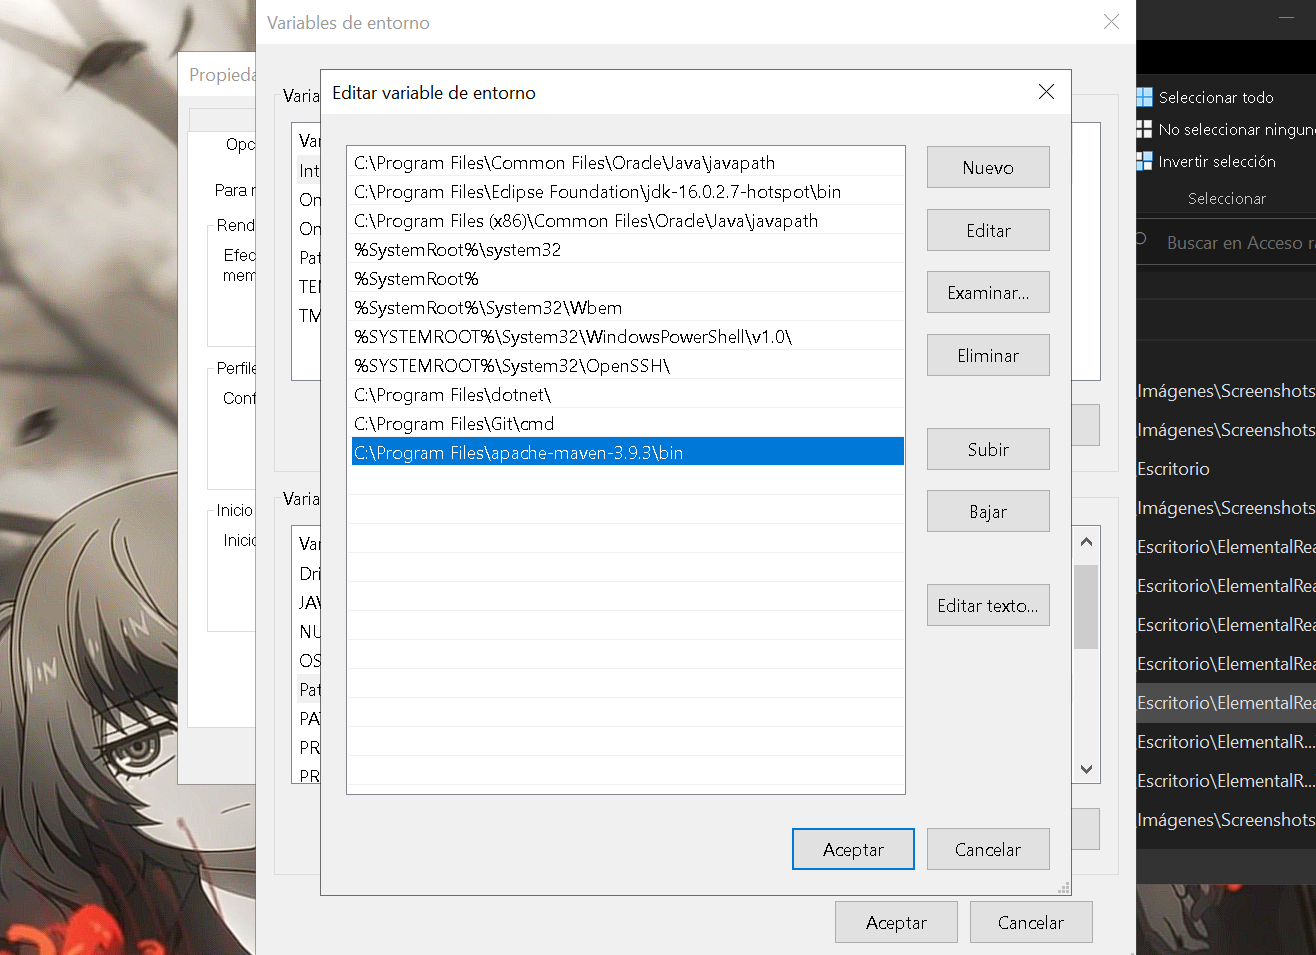 Variables de entorno
Propieda
Varia
Editar variable de entorno
Opc
Para r
Rend
Efec
mem
Perfile
Conf
Inicio
Inicio
Var
Int
On
On
Pat
TEM
TM
C:\Program Files\Common Files\Oracle\Java\javapath
C:\Program Files\Eclipse Foundation\jdk-16.0.2.7-hotspot\bin
C:\Program Files (x86)\Common Files\Oracle\Java\javapath
%SystemRoot%\system32
%SystemRoot%
%SystemRoot%\System32\Wbem
%SYSTEMROOT%\System32\WindowsPowerShell\v1.0\
%SYSTEMROOT%\System32\OpenSSH\
C:\Program Files\dotnet\
C:\Program Files\Git\cmd
C:\Program Files\apache-maven-3.9.3\bin
Nuevo
Editar
Examinar...
Eliminar
Subir
Bajar
Editar texto...
Varia
Var
Dri
JAV
NU
OS
Pat
PA
PR
PR
Aceptar
Cancelar
Aceptar
Cancelar
Seleccionar todo
No seleccionar ningun
Invertir selección
Seleccionar
Buscar en Acceso rá
Imágenes\Screenshots
Imágenes\Screenshots
Escritorio
Imágenes\Screenshots
Escritorio\ElementalRea
Escritorio\ElementalRea
Escritorio\ElementalRea
Escritorio\ElementalRea
Escritorio\ElementalRea
Escritorio\ElementalR...
Escritorio\ElementalR...
Imágenes\Screenshots